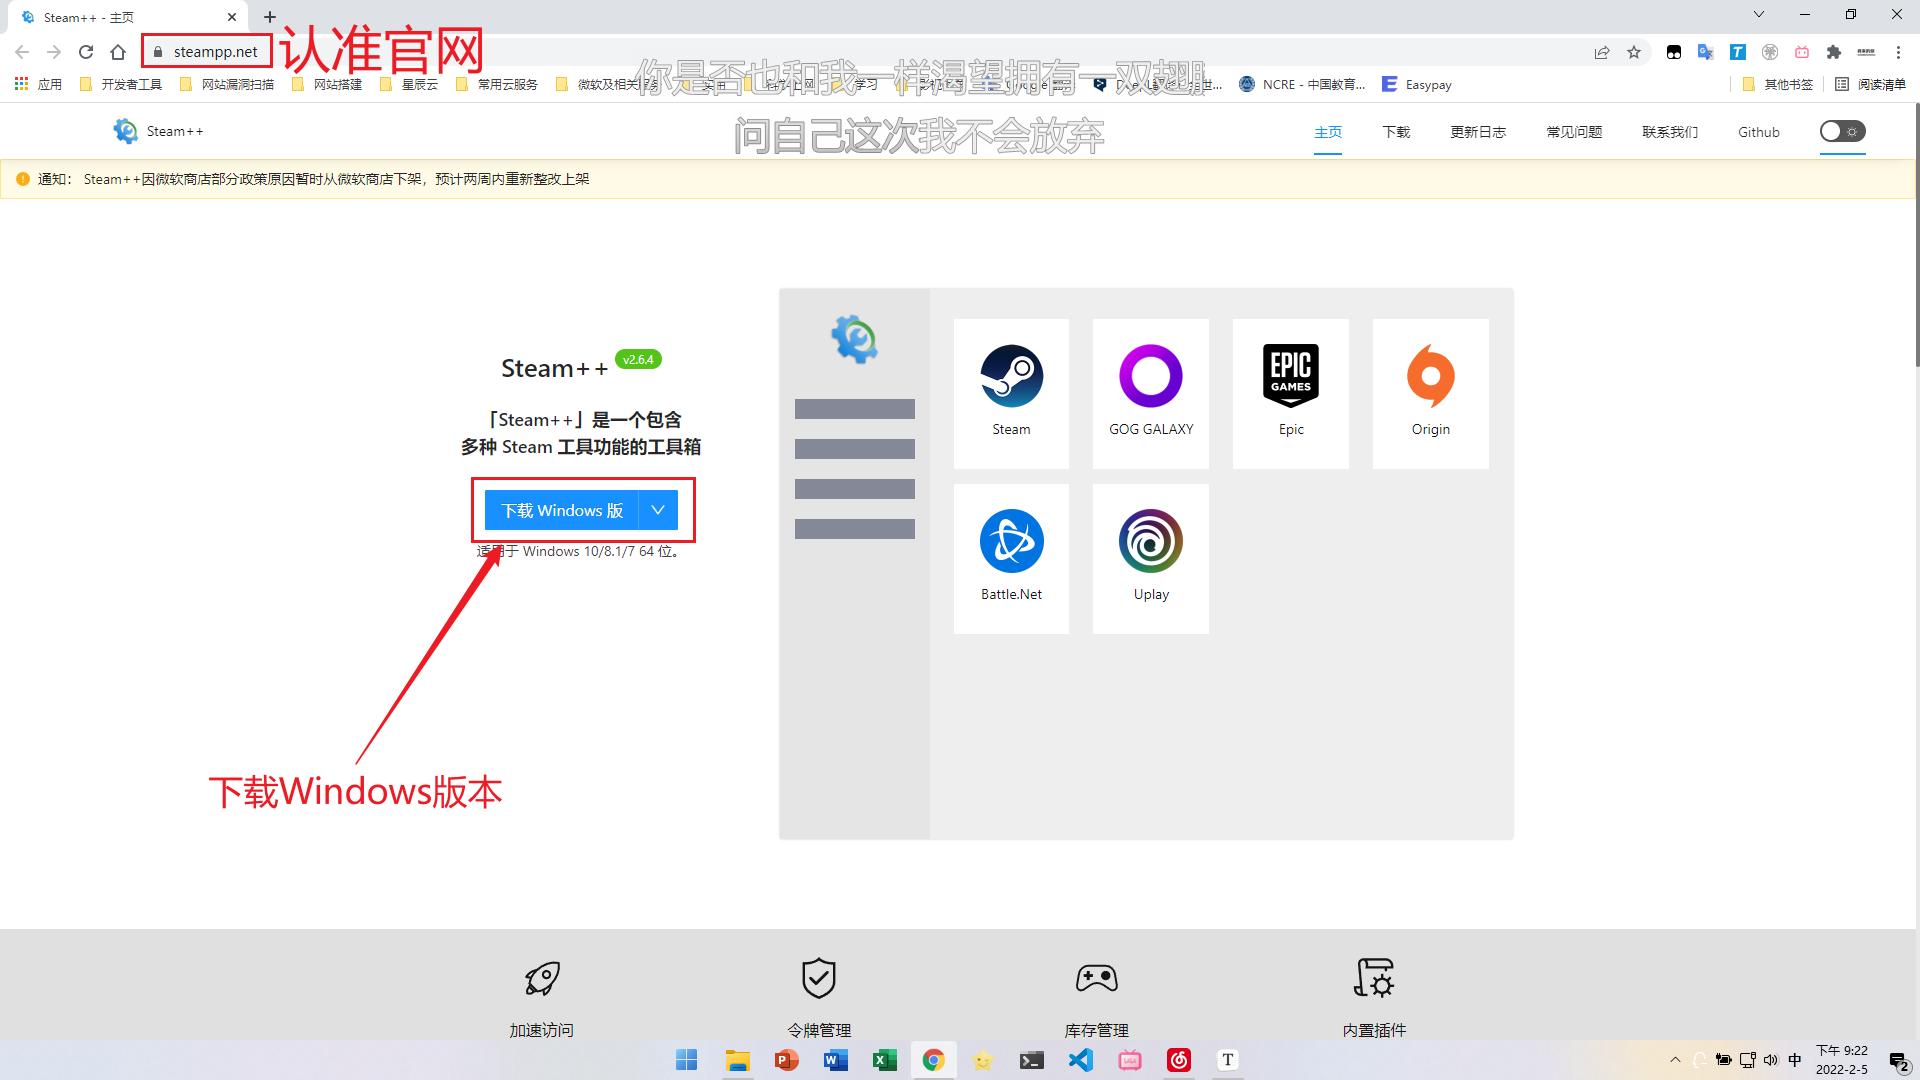 Steam++ - 主页
steampp.net
认准官网
应用
开发者工具
网站漏洞扫描
网站搭建
星辰云
常用云服务
微软及相关服务
学习
NCRE - 中国教育...
Easypay
其他书签
阅读清单
你是否也和我一样渴望拥有一双翅膀
问自己这次我不会放弃
Steam++
主页
下载
更新日志
常见问题
联系我们
Github
通知： Steam++因微软商店部分政策原因暂时从微软商店下架，预计两周内重新整改上架
Steam++ v2.6.4
「Steam++」是一个包含
多种 Steam 工具功能的工具箱
下载 Windows 版
适用于 Windows 10/8.1/7 64 位。
下载Windows版本
Steam
GOG GALAXY
EPIC
GAMES
Epic
Origin
Battle.Net
Uplay
加速访问
令牌管理
库存管理
内置插件
中
下午 9:22
2022-2-5
2